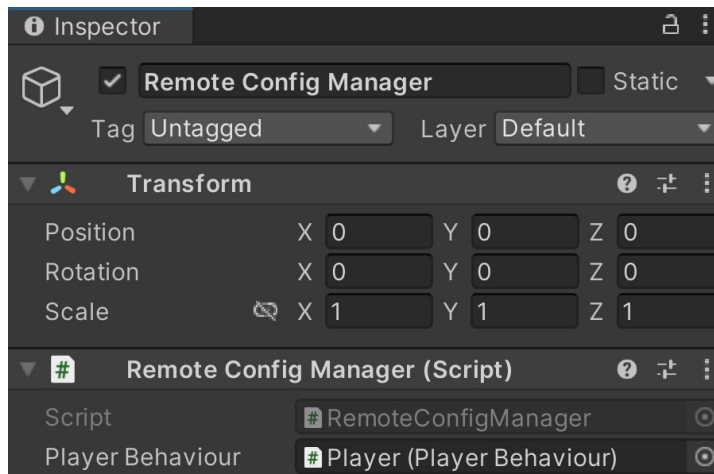 Inspector
Remote Config Manager Static
Tag Untagged Layer Default
Transform
Position X 0 Y 0 Z 0
Rotation X 0 Y 0 Z 0
Scale X 1 Y 1 Z 1
# Remote Config Manager (Script)
Script # RemoteConfigManager
Player Behaviour # Player (Player Behaviour)